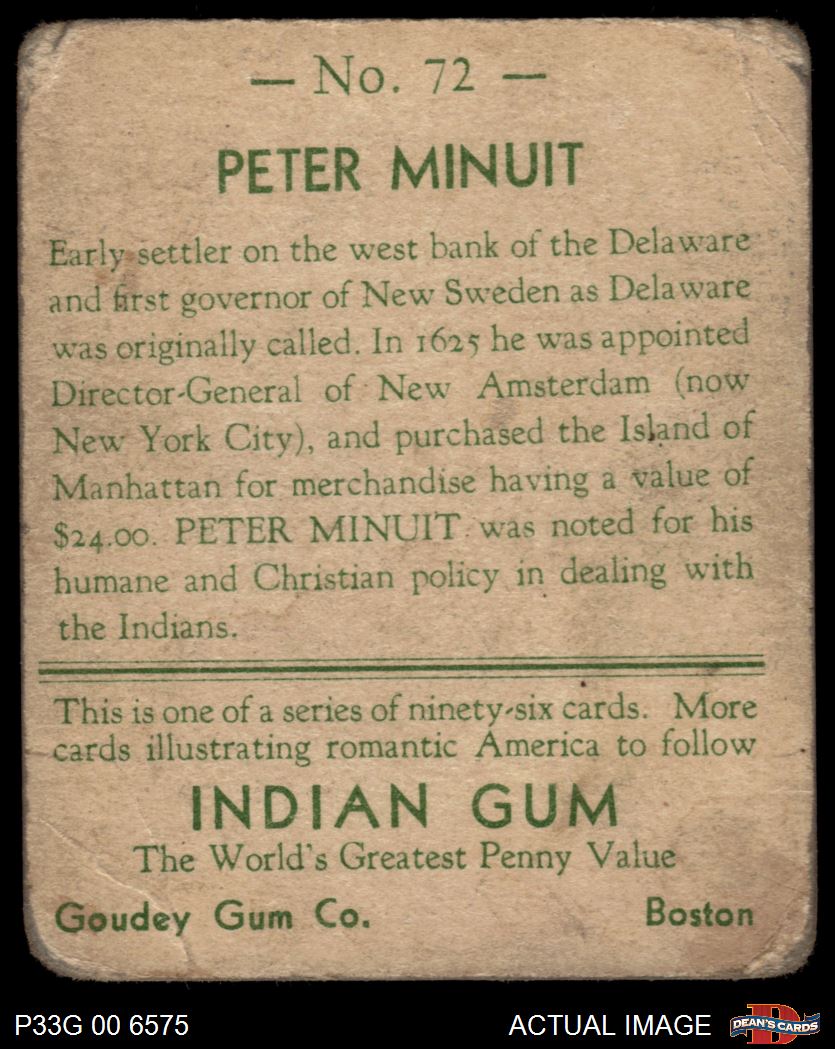 — No. 72 —
PETER MINUIT
Early settler on the west bank of the Delaware
and first governor of New Sweden as Delaware
was originally called. In 1625 he was appointed
Director-General of New Amsterdam (now
New York City), and purchased the Island of
Manhattan for merchandise having a value of
$24.00. PETER MINUIT was noted for his
humane and Christian policy in dealing with
the Indians.
This is one of a series of ninety-six cards. More
cards illustrating romantic America to follow
INDIAN GUM
The World's Greatest Penny Value
Goudey Gum Co. Boston
P33G 00 6575 ACTUAL IMAGE D DEAN'S CARDS